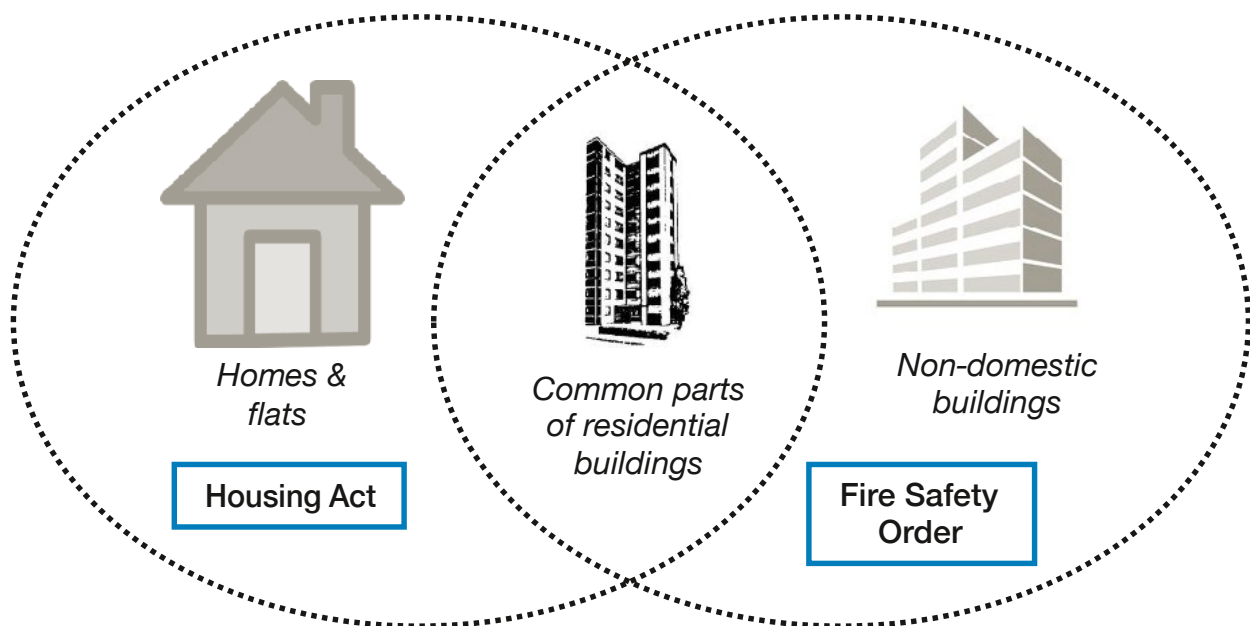 Homes &
flats
Housing Act
Common parts
of residential
buildings
Non-domestic
buildings
Fire Safety
Order